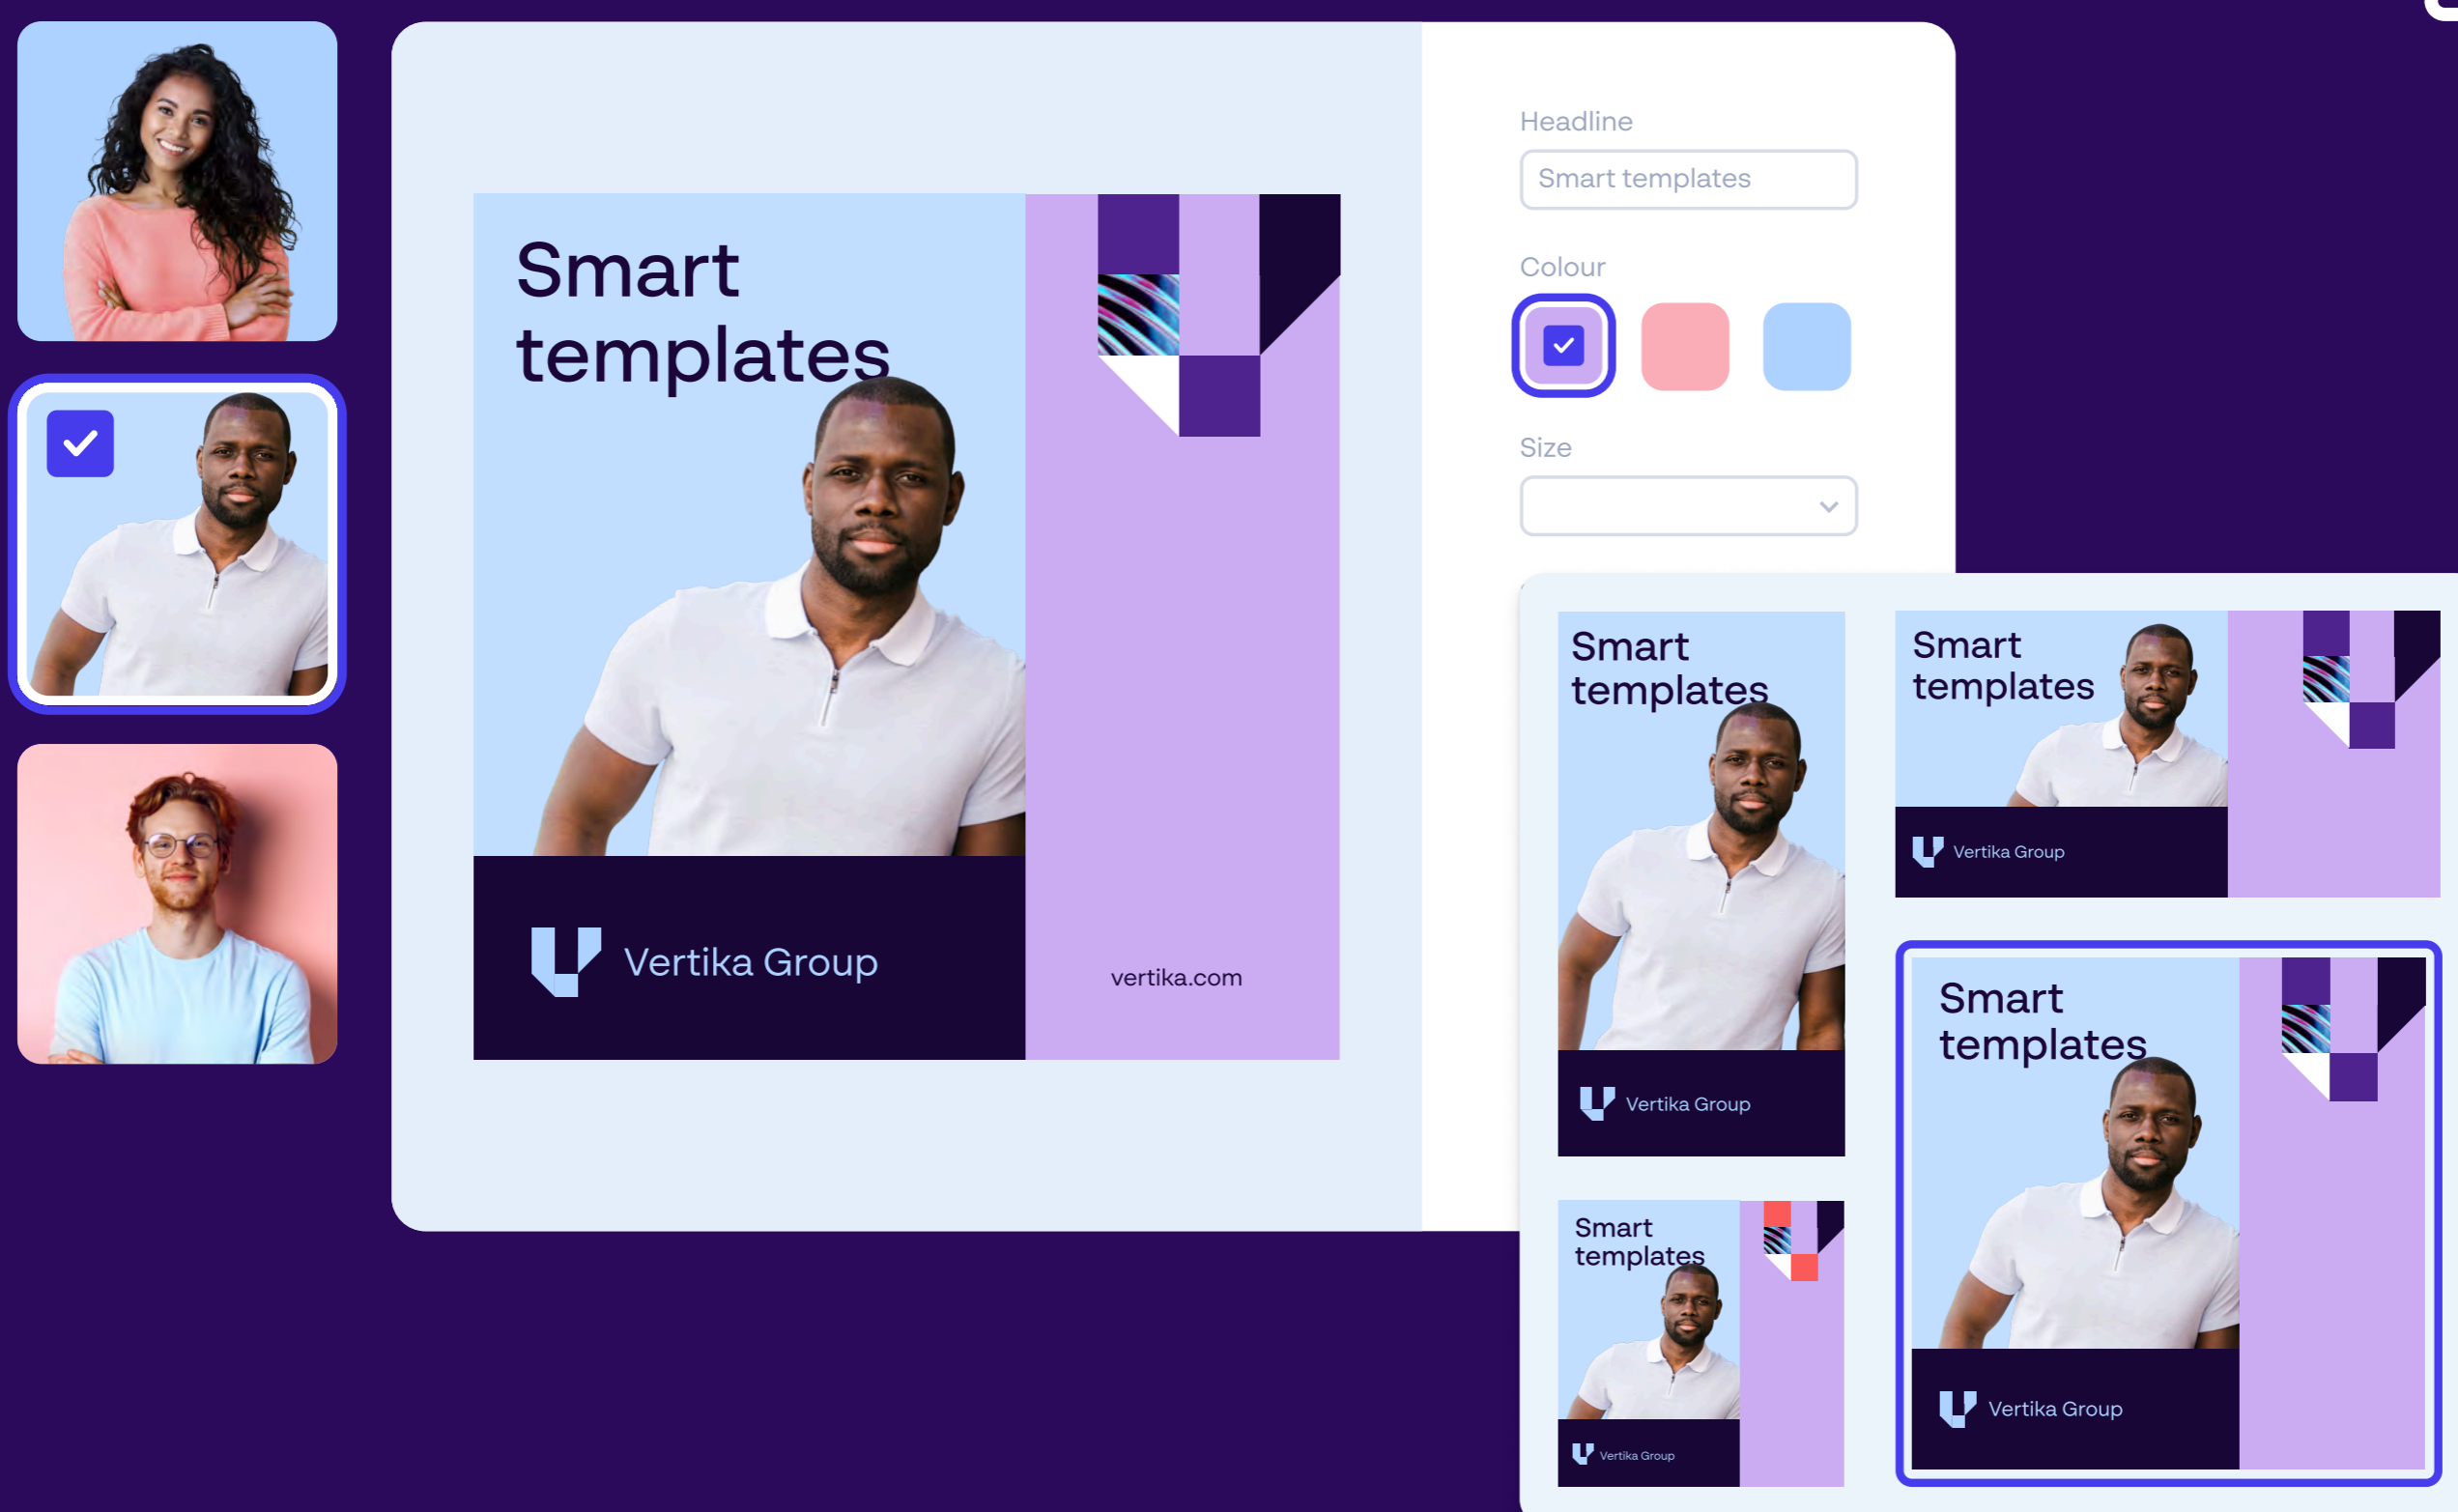 Smart
templates
Vertika Group
vertika.com
Headline
Smart templates
Colour
Size
Smart
templates
Vertika Group
Smart
templates
Vertika Group
Smart
templates
Vertika Group
Smart
templates
Vertika Group